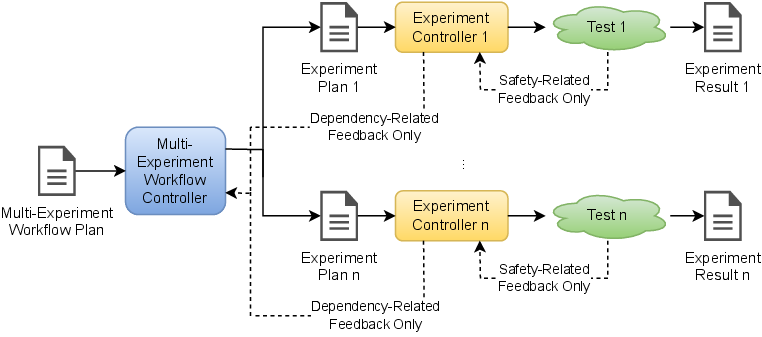 Experiment
Controller 1
Test 1
Experiment
Plan 1
Safety-Related
Feedback Only
Experiment
Result 1
Dependency-Related
Feedback Only
Multi-
Experiment
Workflow
Controller
...
Multi-Experiment
Workflow Plan
Experiment
Controller n
Test n
Experiment
Plan n
Safety-Related
Feedback Only
Experiment
Result n
Dependency-Related
Feedback Only